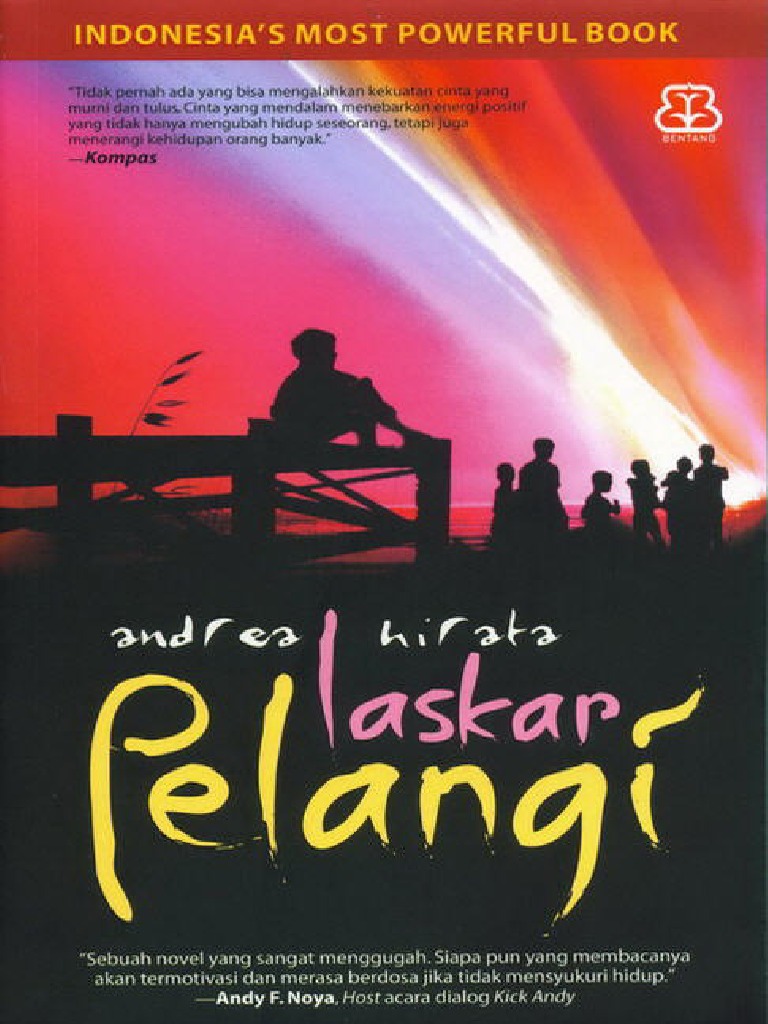 INDONESIA'S MOST POWERFUL BOOK
"Tidak pernah ada yang bisa mengalahkan kekuatan cinta yang
murni dan tulus. Cinta yang mendalam menebarkan energi positif
yang tidak hanya mengubah hidup seseorang, tetapi juga
menerangi kehidupan orang banyak."
—Kompas
BENTANG
andrea hirata
laskar
Pelangi
"Sebuah novel yang sangat menggugah. Siapa pun yang membacanya
akan termotivasi dan merasa berdosa jika tidak mensyukuri hidup."
—Andy F. Noya, Host acara dialog Kick Andy